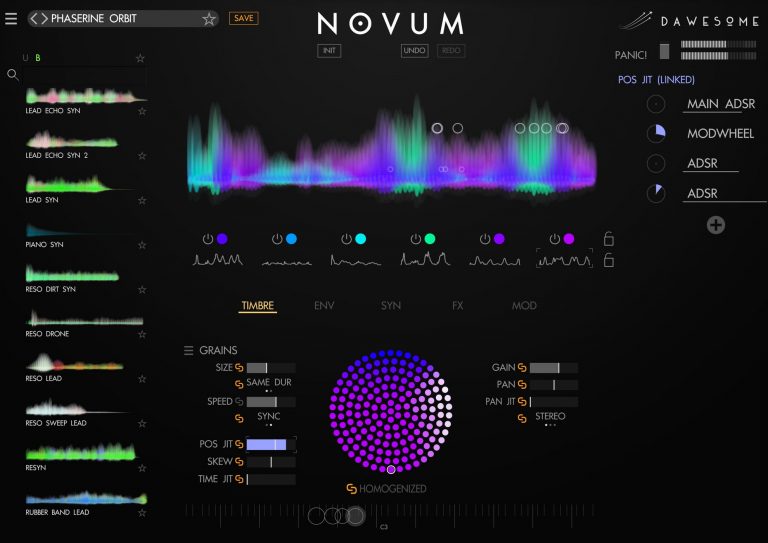 PHASERINE ORBIT
SAVE
NOVUM
INIT
UNDO
REDO
DAWESOME
PANIC!
POS JIT (LINKED)
MAIN ADSR
MODWHEEL
ADSR
ADSR
U B
LEAD ECHO SYN
LEAD ECHO SYN 2
LEAD SYN
PIANO SYN
RESO DIRT SYN
RESO DRONE
RESO LEAD
RESO SWEEP LEAD
RESYN
RUBBER BAND LEAD
TIMBRE ENV SYN FX MOD
GRAINS
SIZE
SAME DUR
SPEED
SYNC
POS JIT
SKEW
TIME JIT
HOMOGENIZED
GAIN
PAN
PAN JIT
STEREO
C3